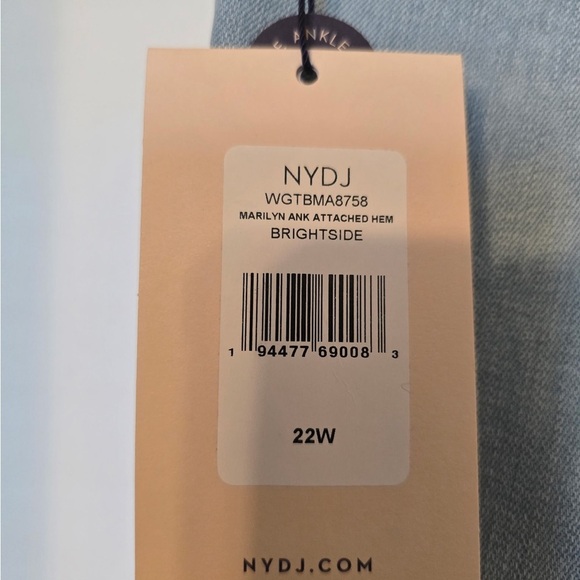 ANKLE
NYDJ
WGTBMA8758
MARILYN ANK ATTACHED HEM
BRIGHTSIDE
1 94477 69008 3
22W
NYDJ.COM